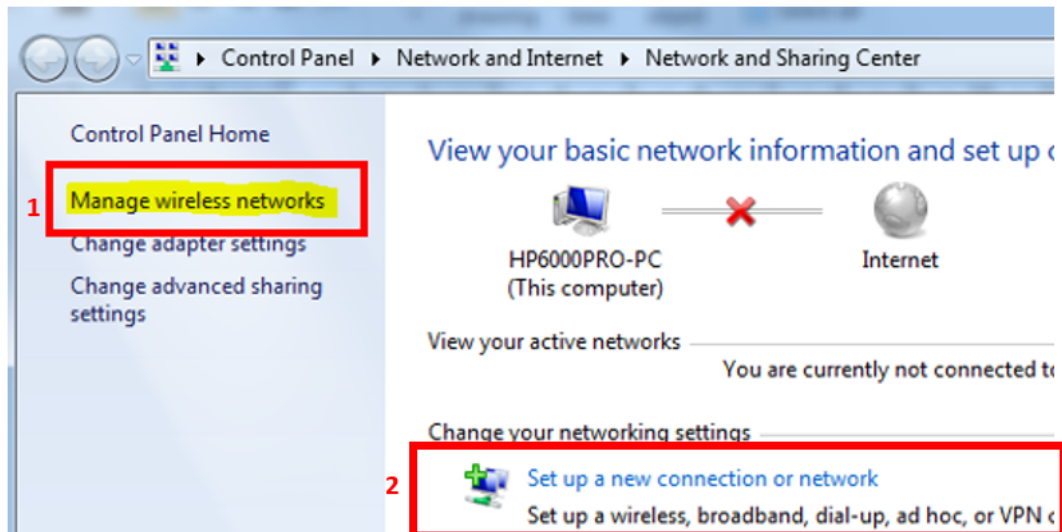 Control Panel Network and Internet Network and Sharing Center
Control Panel Home
1
Manage wireless networks
Change adapter settings
Change advanced sharing
settings
View your basic network information and set up
HP6000PRO-PC
(This computer)
Internet
View your active networks
You are currently not connected
Change your networking settings
2
Set up a new connection or network
Set up a wireless, broadband, dial-up, ad hoc, or VPN